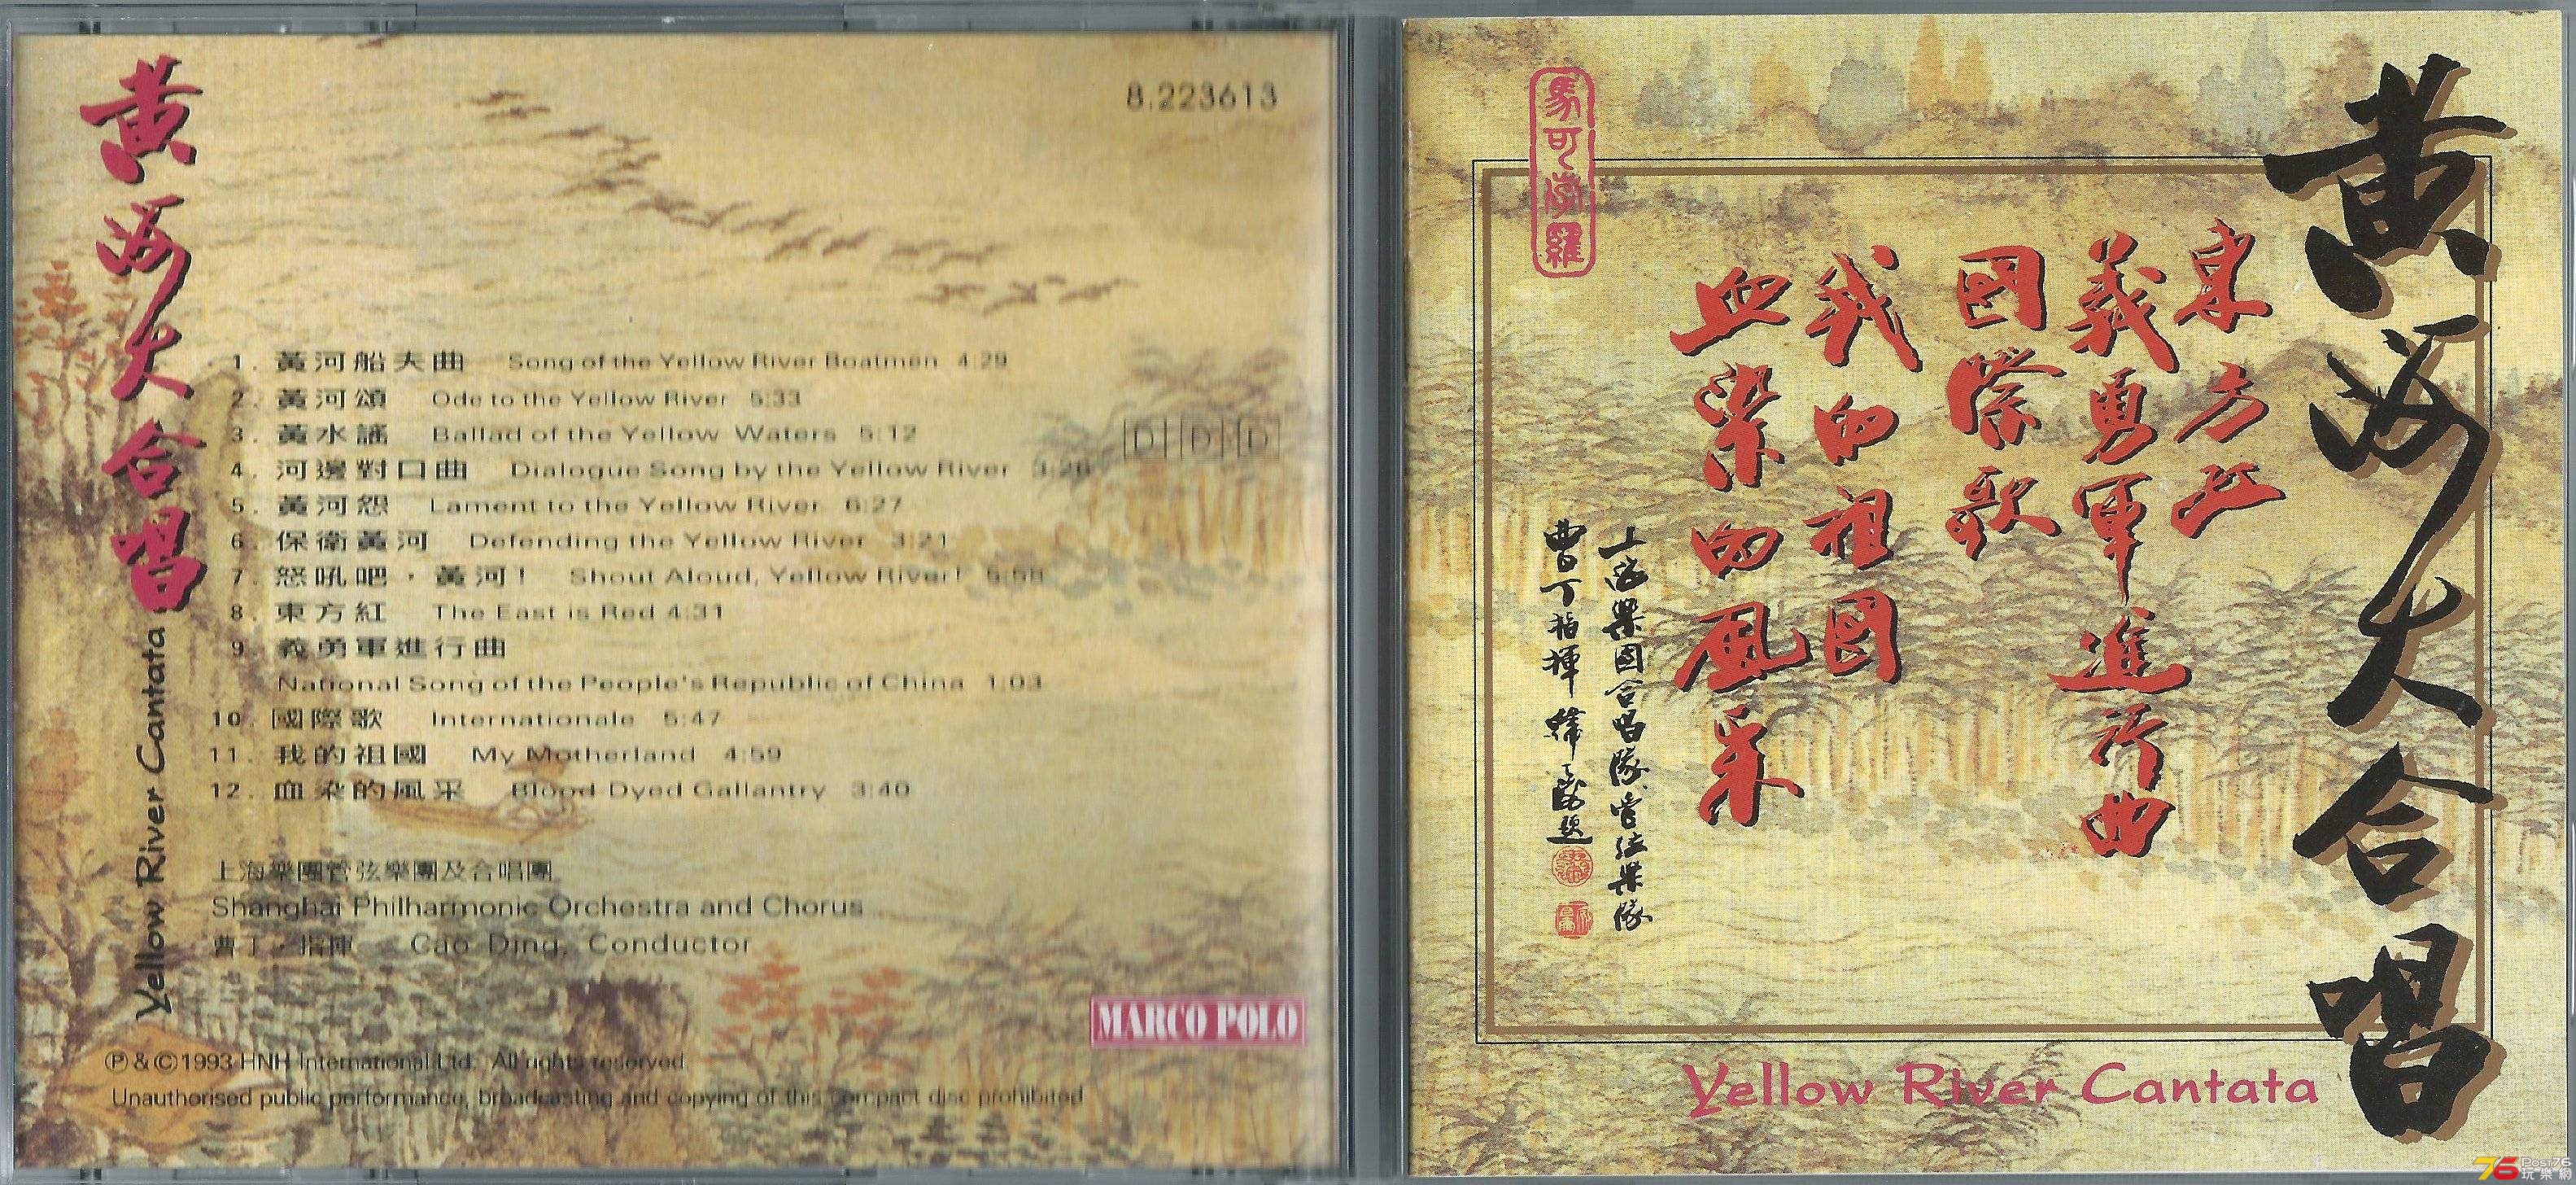 黃河大合唱
Yellow River Cantata
8.223613
1. 黃河船夫曲 Song of the Yellow River Boatmen 4:29
2. 黃河頌 Ode to the Yellow River 5:33
3. 黃水謠 Ballad of the Yellow Waters 5:12
4. 河邊對口曲 Dialogue Song by the Yellow River 3:26
5. 黃河怨 Lament to the Yellow River 6:27
6. 保衛黃河 Defending the Yellow River 3:21
7. 怒吼吧，黃河！ Shout Aloud, Yellow River! 5:58
8. 東方紅 The East is Red 4:31
9. 義勇軍進行曲
National Song of the People's Republic of China 1:03
10. 國際歌 Internationale 5:47
11. 我的祖國 My Motherland 4:59
12. 血染的風采 Blood Dyed Gallantry 3:40
DDD
上海樂團管弦樂團及合唱團
Shanghai Philharmonic Orchestra and Chorus
曹丁，指揮 Cao Ding, Conductor
MARCO POLO
Ⓟ & © 1993 HNH International Ltd. All rights reserved.
Unauthorised public performance, broadcasting and copying of this compact disc prohibited
黃河大合唱
東方紅
義勇軍進行曲
國際歌
我的祖國
血染的風采
上海樂團合唱隊管弦樂隊
曹丁指揮
馬可孛羅
Yellow River Cantata
76 POST76
玩樂網